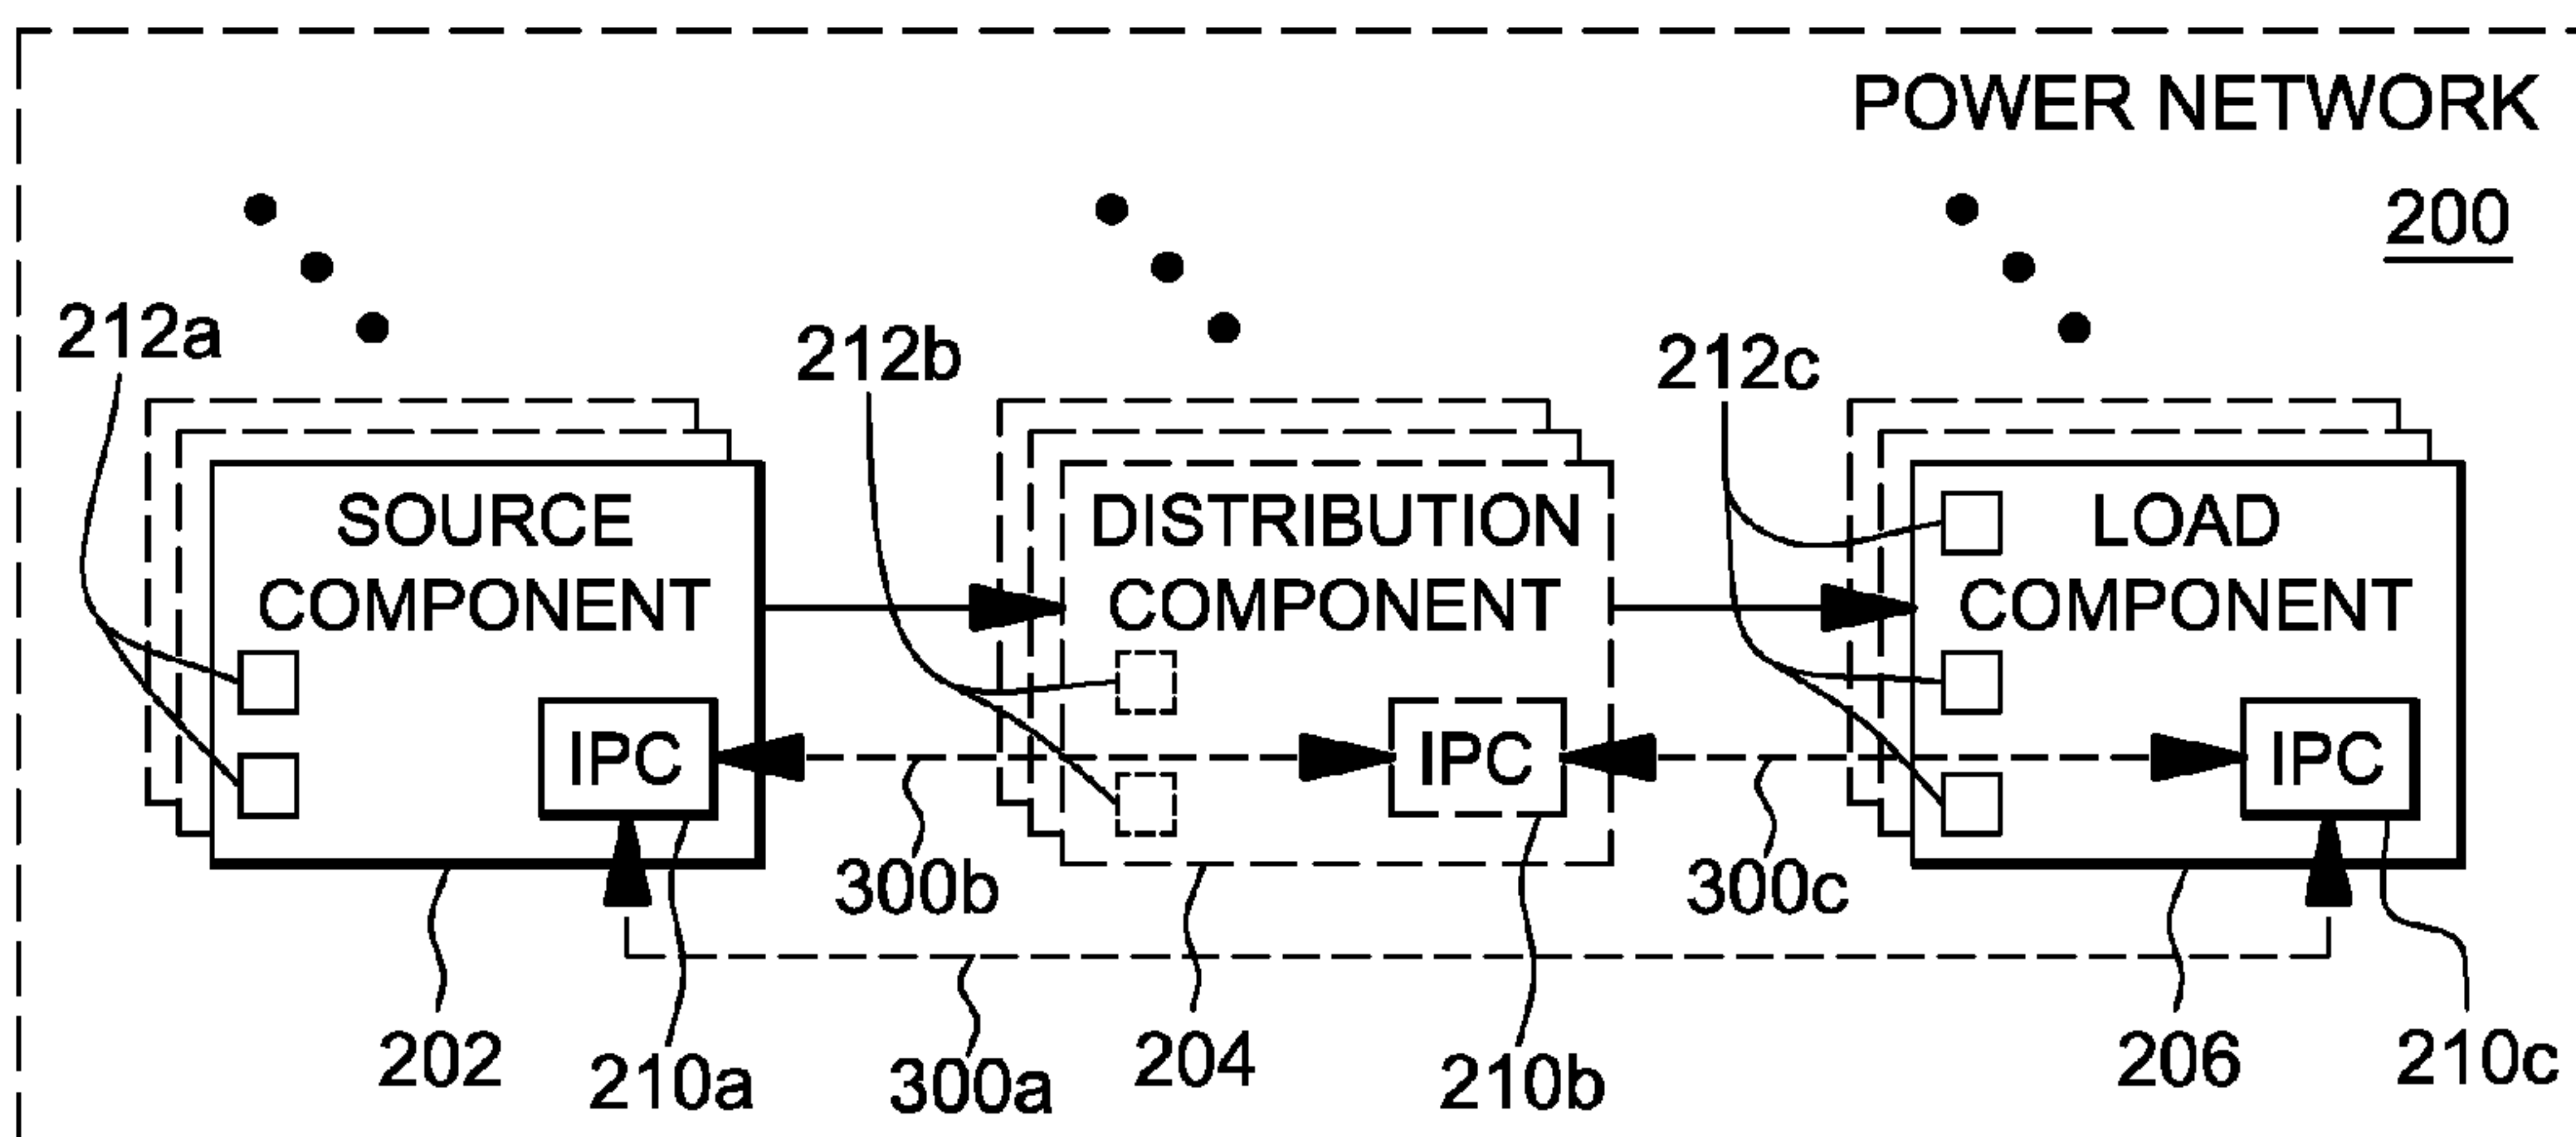 POWER NETWORK
200
212a
212b
212c
SOURCE
COMPONENT
DISTRIBUTION
COMPONENT
LOAD
COMPONENT
IPC
IPC
IPC
300b
300c
202
210a
300a
204
210b
206
210c